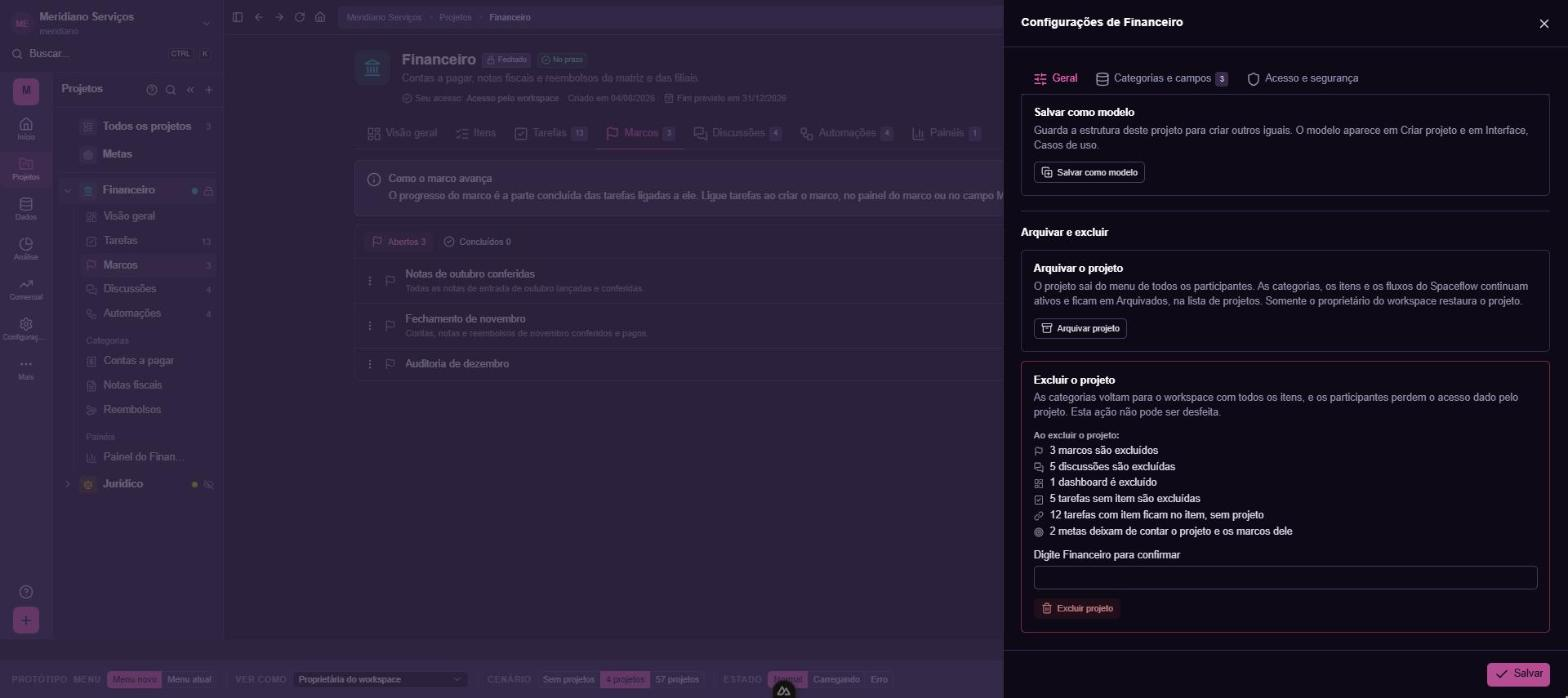 ME
Meridiano Serviços
meridiano
Buscar...
CTRL K
M
Início
Projetos
Dados
Análise
Comercial
Configuraç...
Mais
Projetos
Todos os projetos 3
Metas
Financeiro
Visão geral
Tarefas 13
Marcos 3
Discussões 4
Automações 4
Categorias
Contas a pagar
Notas fiscais
Reembolsos
Painéis
Painel do Finan...
Jurídico
Meridiano Serviços
Projetos
Financeiro
Financeiro
Fechado
No prazo
Contas a pagar, notas fiscais e reembolsos da matriz e das filiais.
Seu acesso: Acesso pelo workspace Criado em 04/08/2026 Fim previsto em 31/12/2026
Visão geral
Itens
Tarefas 13
Marcos 3
Discussões 4
Automações 4
Painéis 1
Como o marco avança
O progresso do marco é a parte concluída das tarefas ligadas a ele. Ligue tarefas ao criar o marco, no painel do marco ou no campo M
Abertos 3
Concluídos 0
Notas de outubro conferidas
Todas as notas de entrada de outubro lançadas e conferidas.
Fechamento de novembro
Contas, notas e reembolsos de novembro conferidos e pagos.
Auditoria de dezembro
Configurações de Financeiro
Geral
Categorias e campos 3
Acesso e segurança
Salvar como modelo
Guarda a estrutura deste projeto para criar outros iguais. O modelo aparece em Criar projeto e em Interface,
Casos de uso.
Salvar como modelo
Arquivar e excluir
Arquivar o projeto
O projeto sai do menu de todos os participantes. As categorias, os itens e os fluxos do Spaceflow continuam
ativos e ficam em Arquivados, na lista de projetos. Somente o proprietário do workspace restaura o projeto.
Arquivar projeto
Excluir o projeto
As categorias voltam para o workspace com todos os itens, e os participantes perdem o acesso dado pelo
projeto. Esta ação não pode ser desfeita.
Ao excluir o projeto:
3 marcos são excluídos
5 discussões são excluídas
1 dashboard é excluído
5 tarefas sem item são excluídas
12 tarefas com item ficam no item, sem projeto
2 metas deixam de contar o projeto e os marcos dele
Digite Financeiro para confirmar
Excluir projeto
Salvar
PROTÓTIPO MENU Menu novo Menu atual VER COMO Proprietária do workspace CENÁRIO Sem projetos 4 projetos 57 projetos ESTADO Normal Carregando Erro